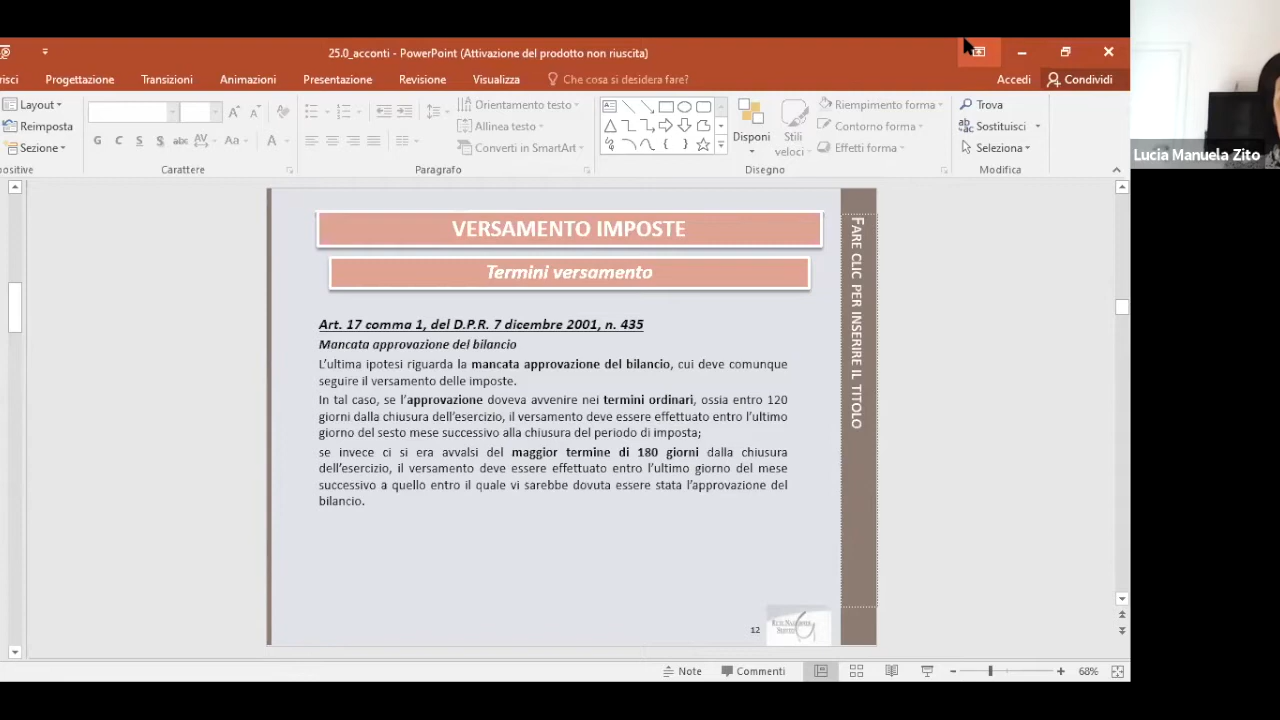 25.0_acconti - PowerPoint (Attivazione del prodotto non riuscita)
risci Progettazione Transizioni Animazioni Presentazione Revisione Visualizza Che cosa si desidera fare? Accedi Condividi
Layout Orientamento testo Riempimento forma Trova
Reimposta Allinea testo Disponi Stili Contorno forma Sostituisci
Sezione G C S S abc AV Aa A Converti in SmartArt veloci Effetti forma Seleziona
positive Carattere Paragrafo Disegno Modifica
Lucia Manuela Zito
VERSAMENTO IMPOSTE
Termini versamento
Art. 17 comma 1, del D.P.R. 7 dicembre 2001, n. 435
Mancata approvazione del bilancio
L'ultima ipotesi riguarda la mancata approvazione del bilancio, cui deve comunque
seguire il versamento delle imposte.
In tal caso, se l'approvazione doveva avvenire nei termini ordinari, ossia entro 120
giorni dalla chiusura dell'esercizio, il versamento deve essere effettuato entro l'ultimo
giorno del sesto mese successivo alla chiusura del periodo di imposta;
se invece ci si era avvalsi del maggior termine di 180 giorni dalla chiusura
dell'esercizio, il versamento deve essere effettuato entro l'ultimo giorno del mese
successivo a quello entro il quale vi sarebbe dovuta essere stata l'approvazione del
bilancio.
FARE CLIC PER INSERIRE IL TITOLO
12
Note Commenti 68%